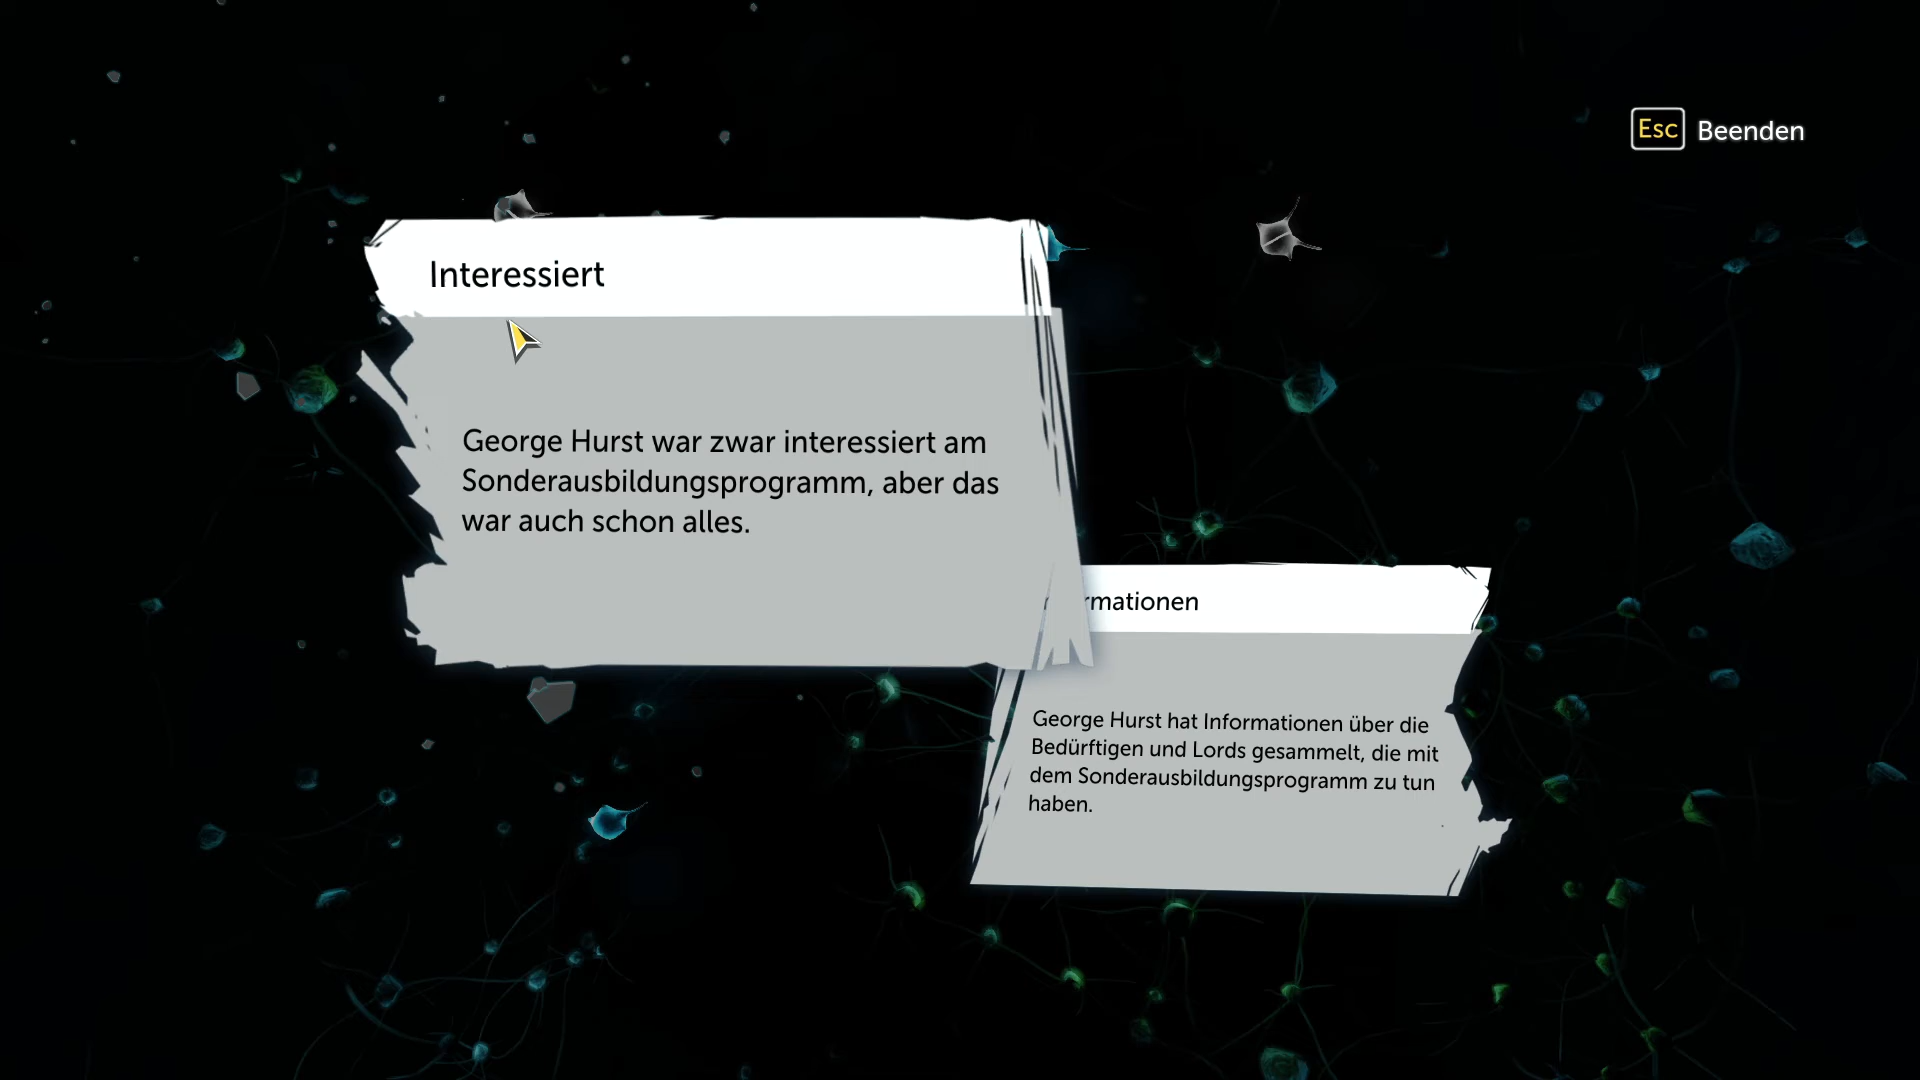 Esc Beenden
Interessiert
George Hurst war zwar interessiert am
Sonderausbildungsprogramm, aber das
war auch schon alles.
rmationen
George Hurst hat Informationen über die
Bedürftigen und Lords gesammelt, die mit
dem Sonderausbildungsprogramm zu tun
haben.